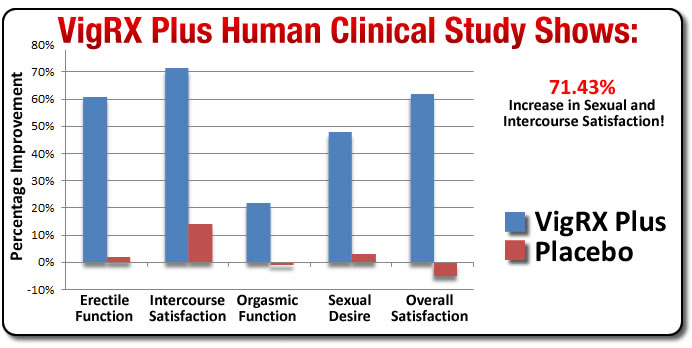 VigRX Plus Human Clinical Study Shows:
80%
70%
60%
50%
40%
30%
20%
10%
0%
-10%
Percentage Improvement
Erectile
Function
Intercourse
Satisfaction
Orgasmic
Function
Sexual
Desire
Overall
Satisfaction
71.43%
Increase in Sexual and
Intercourse Satisfaction!
VigRX Plus
Placebo